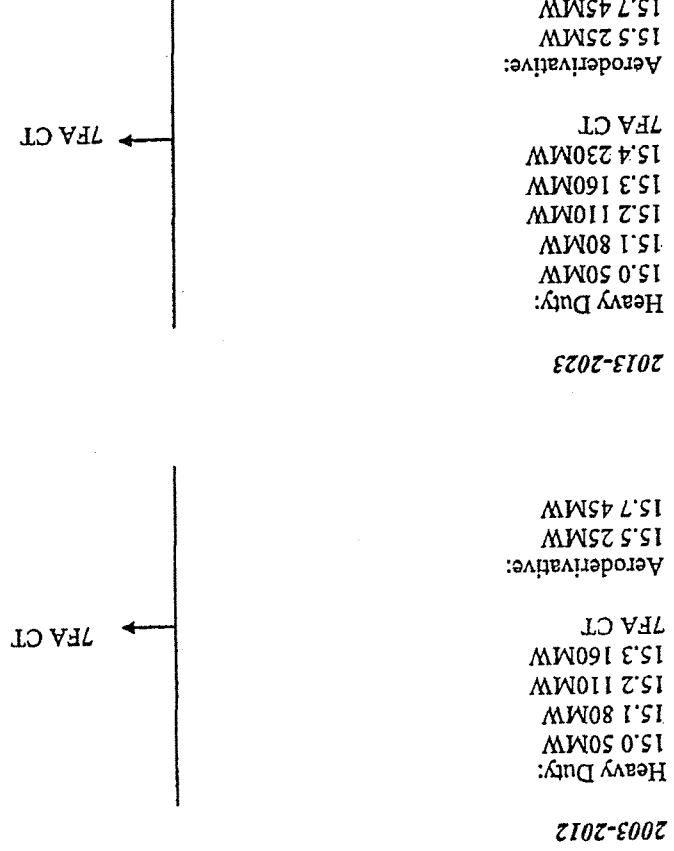 2003-2012
Heavy Duty:
15.0 50MW
15.1 80MW
15.2 110MW
15.3 160MW
7FA CT
7FA CT
Aeroderivative:
15.5 25MW
15.7 45MW
2013-2023
Heavy Duty:
15.0 50MW
15.1 80MW
15.2 110MW
15.3 160MW
15.4 230MW
7FA CT
7FA CT
Aeroderivative:
15.5 25MW
15.7 45MW